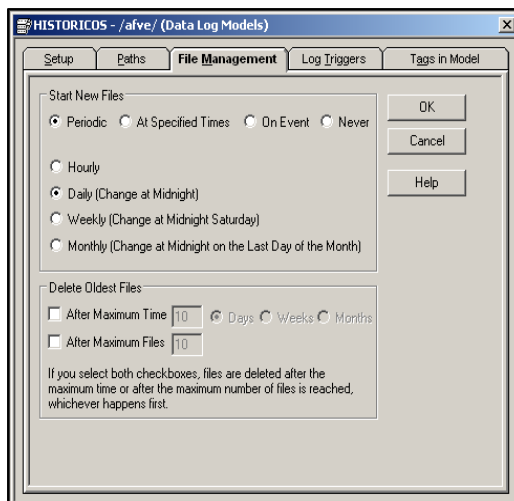 HISTORICOS - /afve/ (Data Log Models)
Setup Paths File Management Log Triggers Tags in Model
Start New Files
Periodic At Specified Times On Event Never
Hourly
Daily (Change at Midnight)
Weekly (Change at Midnight Saturday)
Monthly (Change at Midnight on the Last Day of the Month)
OK
Cancel
Help
Delete Oldest Files
After Maximum Time 10 Days Weeks Months
After Maximum Files 10
If you select both checkboxes, files are deleted after the
maximum time or after the maximum number of files is reached,
whichever happens first.